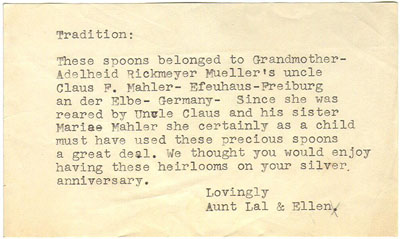 Tradition:
These spoons belonged to Grandmother-
Adelheid Rickmeyer Mueller's uncle
Claus F. Mahler- Efeuhaus-Freiburg
an der Elbe- Germany- Since she was
reared by Uncle Claus and his sister
Mariae Mahler she certainly as a child
must have used these precious spoons
a great deal. We thought you would enjoy
having these heirlooms on your silver
anniversary.
Lovingly
Aunt Lal & Ellen